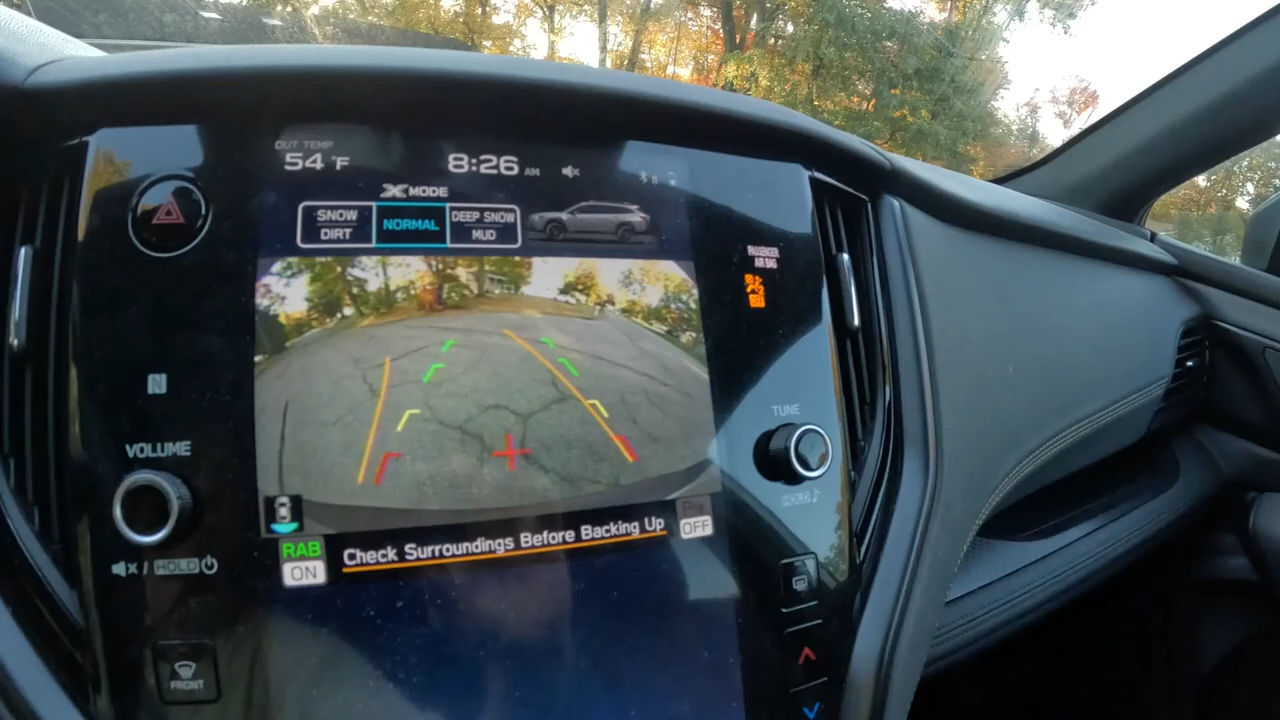 OUT TEMP
54 °F
8:26 AM
X MODE
SNOW
DIRT
NORMAL
DEEP SNOW
MUD
PASSENGER
AIR BAG
VOLUME
HOLD
FRONT
TUNE
HOLD
RAB
ON
Check Surroundings Before Backing Up
OFF